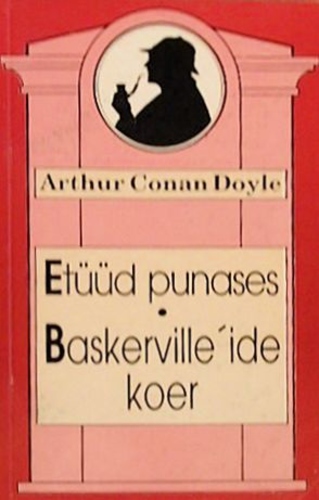 Arthur Conan Doyle
Etüüd punases
•
Baskerville´ide
koer